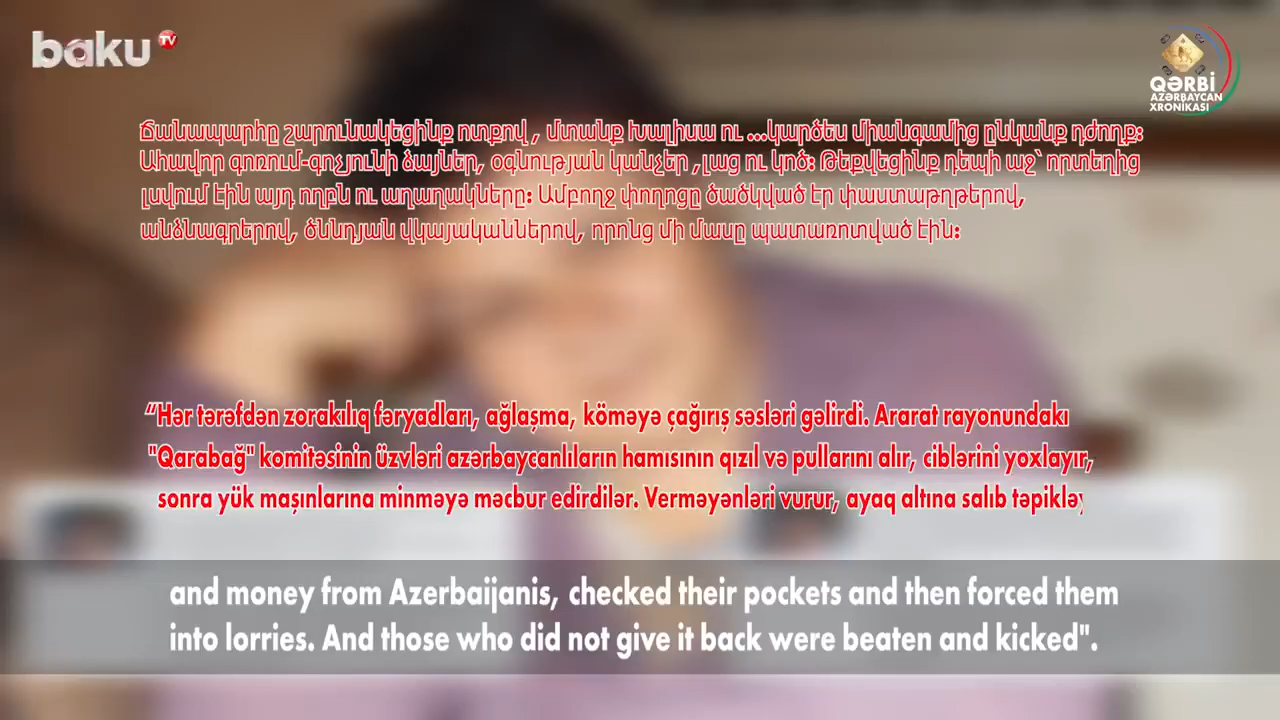 baku TV
QƏRBİ
AZƏRBAYCAN
XRONİKASI
Ճանապարհը շարունակեցինք ոտքով , մտանք Խալիսա ու ...կարծես միանգամից ընկանք դժողք:
Ահավոր գոռում-գոչյունի ձայներ, օգնության կանչեր ,լաց ու կոծ: Թեքվեցինք դեպի աջ՝ որտեղից
լսվում էին այդ ողբն ու աղաղակները: Ամբողջ փողոցը ծածկված էր փաստաթղթերով,
անձնագրերով, ծննդյան վկայականներով, որոնց մի մասը պատառոտված էին:
“Hər tərəfdən zorakılıq fəryadları, ağlaşma, köməyə çağırış səsləri gəlirdi. Ararat rayonundakı
"Qarabağ" komitəsinin üzvləri azərbaycanlıların hamısının qızıl və pullarını alır, ciblərini yoxlayır,
sonra yük maşınlarına minməyə məcbur edirdilər. Verməyənləri vurur, ayaq altına salıb təpiklə
and money from Azerbaijanis, checked their pockets and then forced them
into lorries. And those who did not give it back were beaten and kicked".